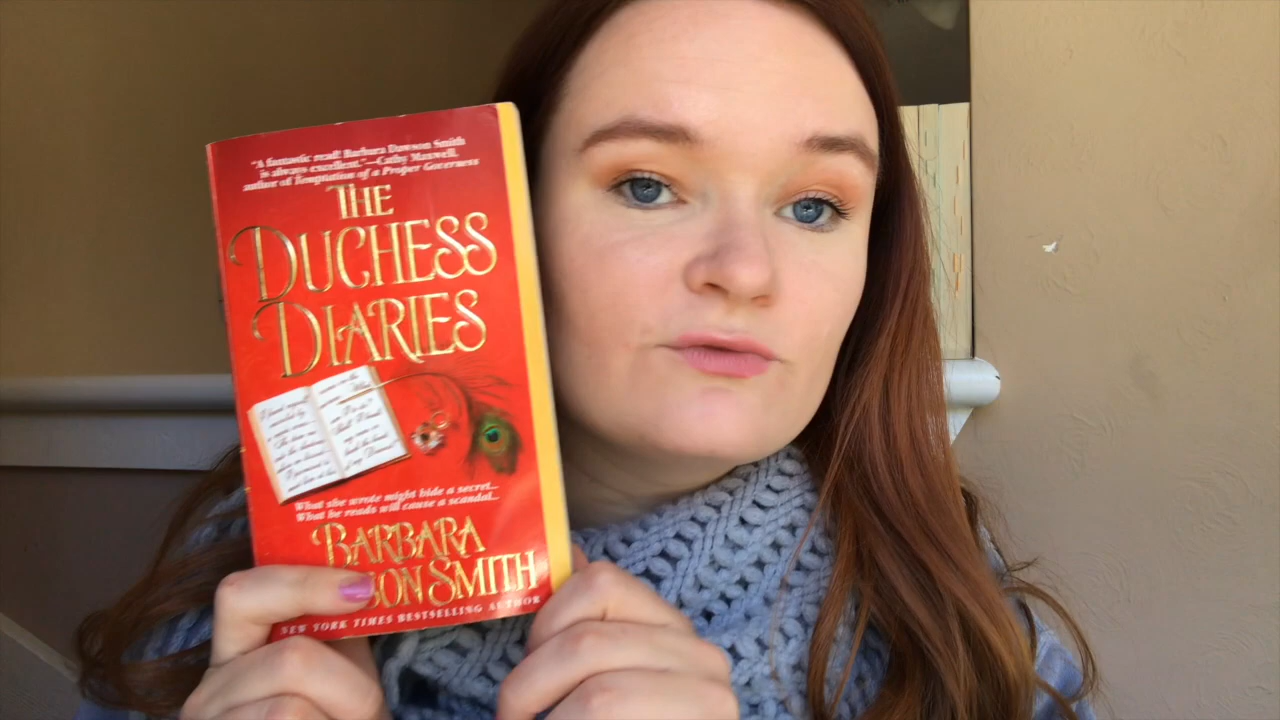 "A fantastic read! Barbara Dawson Smith
is always excellent."—Cathy Maxwell,
author of Temptation of a Proper Governess
THE
DUCHESS
DIARIES
What she wrote might hide a secret...
What he reads will cause a scandal...
BARBARA
SON SMITH
NEW YORK TIMES BESTSELLING AUTHOR